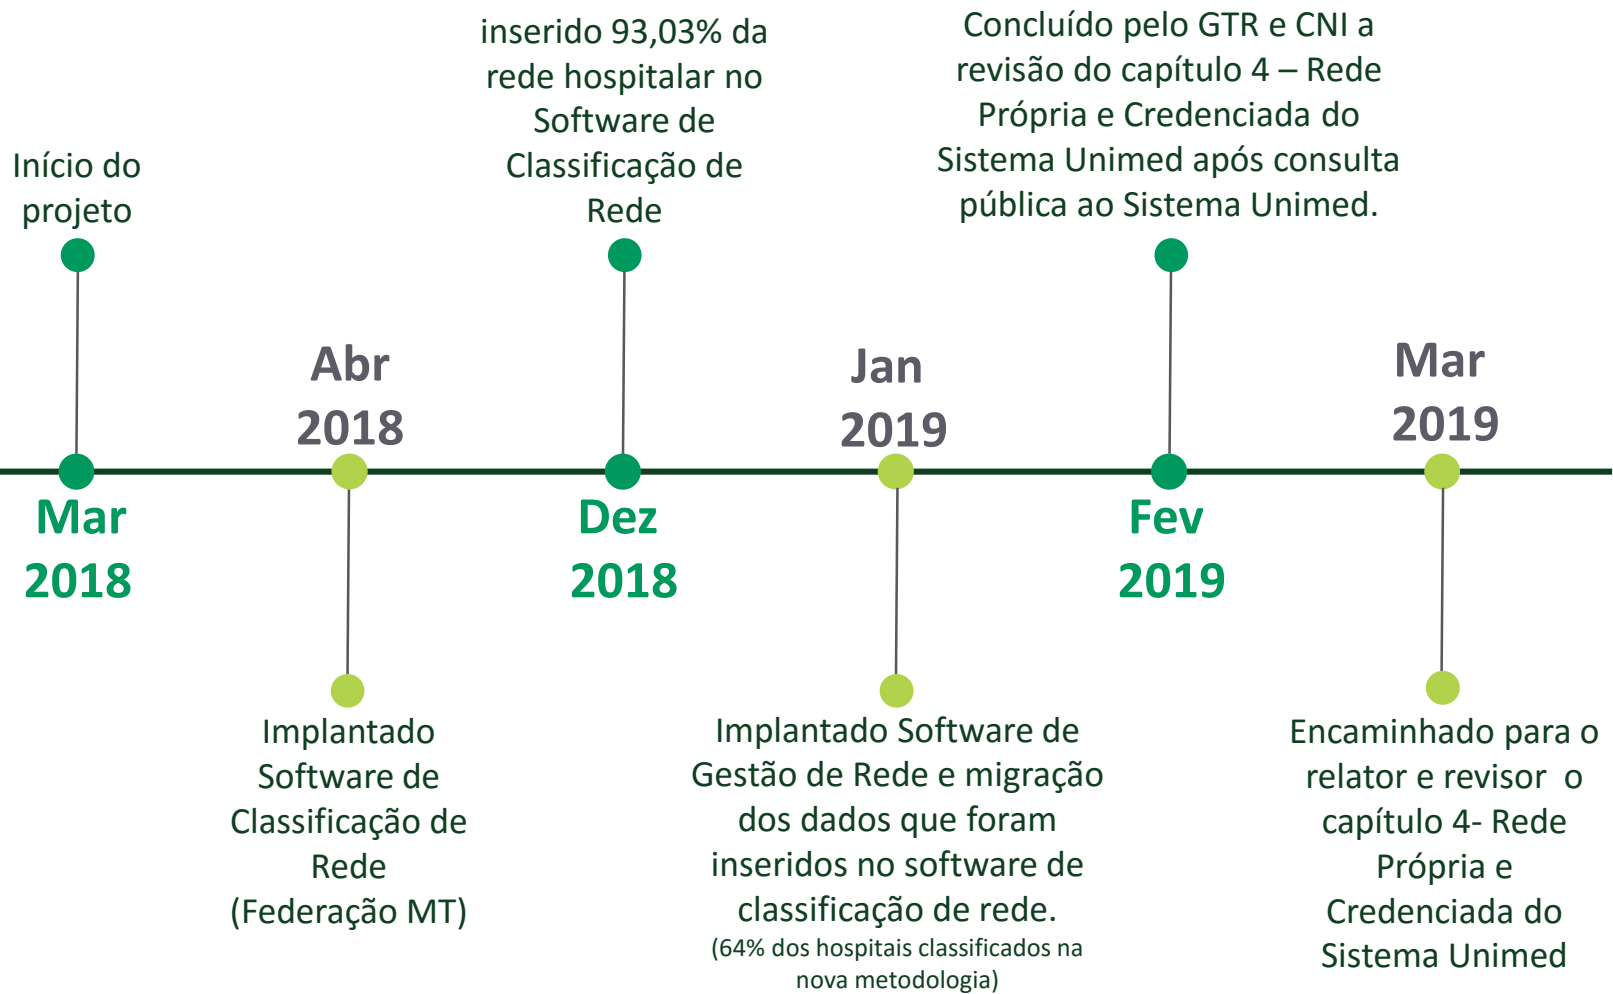 Início do
projeto
Mar
2018
Abr
2018
Implantado
Software de
Classificação de
Rede
(Federação MT)
inserido 93,03% da
rede hospitalar no
Software de
Classificação de
Rede
Dez
2018
Jan
2019
Implantado Software de
Gestão de Rede e migração
dos dados que foram
inseridos no software de
classificação de rede.
(64% dos hospitais classificados na
nova metodologia)
Concluído pelo GTR e CNI a
revisão do capítulo 4 – Rede
Própria e Credenciada do
Sistema Unimed após consulta
pública ao Sistema Unimed.
Fev
2019
Mar
2019
Encaminhado para o
relator e revisor  o
capítulo 4- Rede
Própria e
Credenciada do
Sistema Unimed